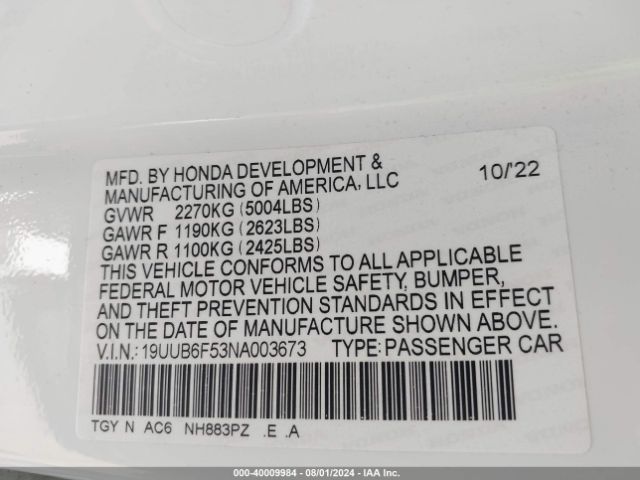 MFD. BY HONDA DEVELOPMENT & 
MANUFACTURING OF AMERICA, LLC 10/'22
GVWR 2270KG (5004LBS)
GAWR F 1190KG (2623LBS)
GAWR R 1100KG (2425LBS)
THIS VEHICLE CONFORMS TO ALL APPLICABLE
FEDERAL MOTOR VEHICLE SAFETY, BUMPER,
AND THEFT PREVENTION STANDARDS IN EFFECT
ON THE DATE OF MANUFACTURE SHOWN ABOVE.
V.I.N.: 19UUB6F53NA003673 TYPE: PASSENGER CAR
TGY N AC6 NH883PZ .E .A
000-40009984 - 08/01/2024 - IAA Inc.